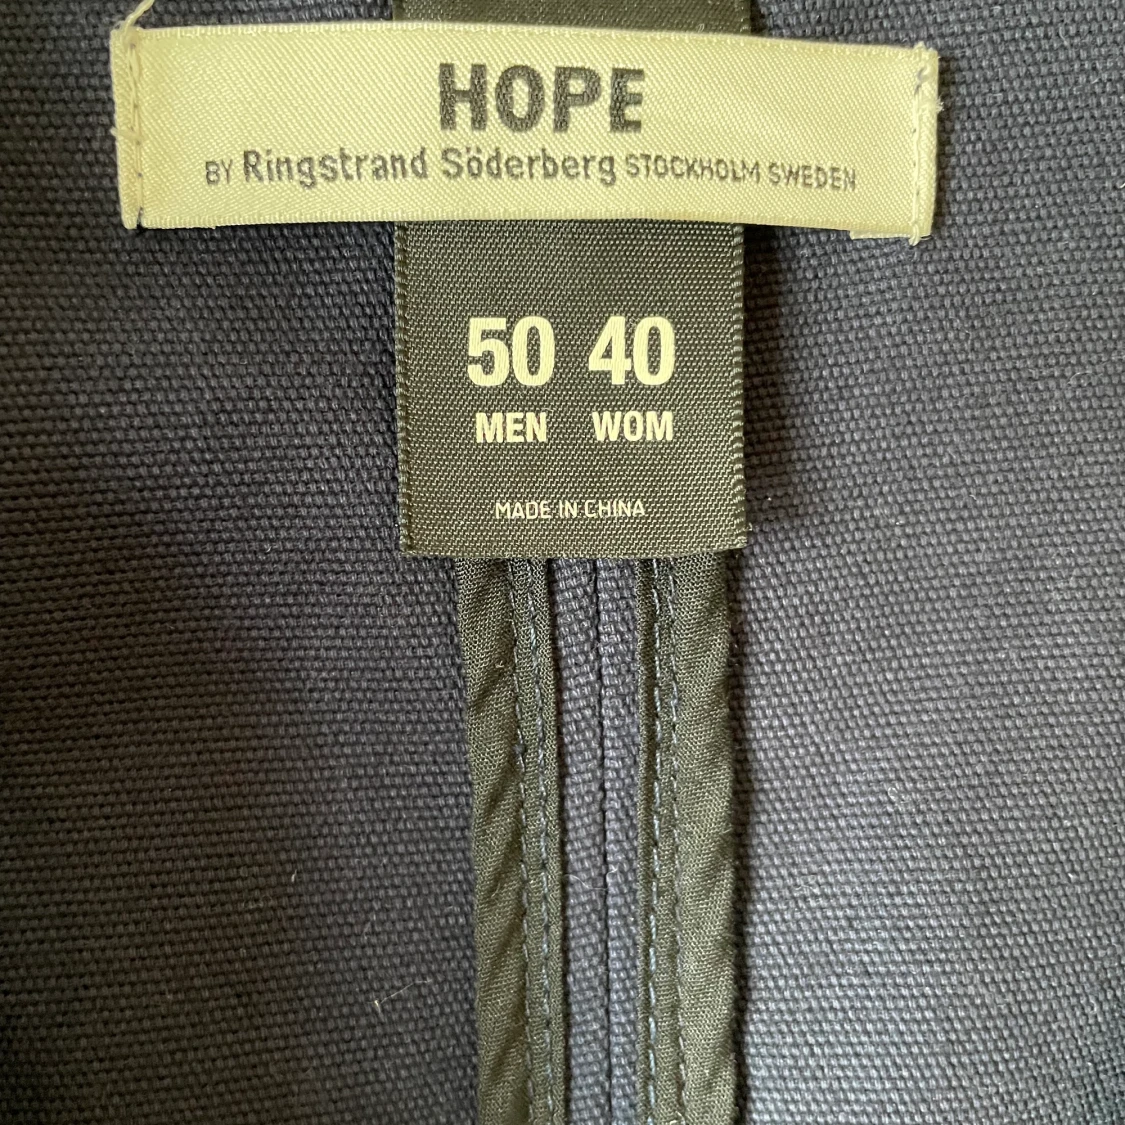 HOPE
BY Ringstrand Söderberg STOCKHOLM SWEDEN
50 40
MEN WOM
MADE IN CHINA